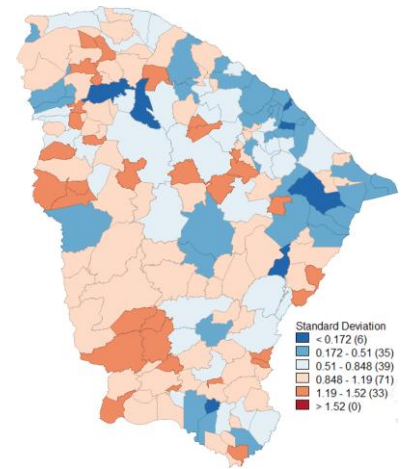 Standard Deviation
< 0.172 (6)
0.172 - 0.51 (35)
0.51 - 0.848 (39)
0.848 - 1.19 (71)
1.19 - 1.52 (33)
> 1.52 (0)